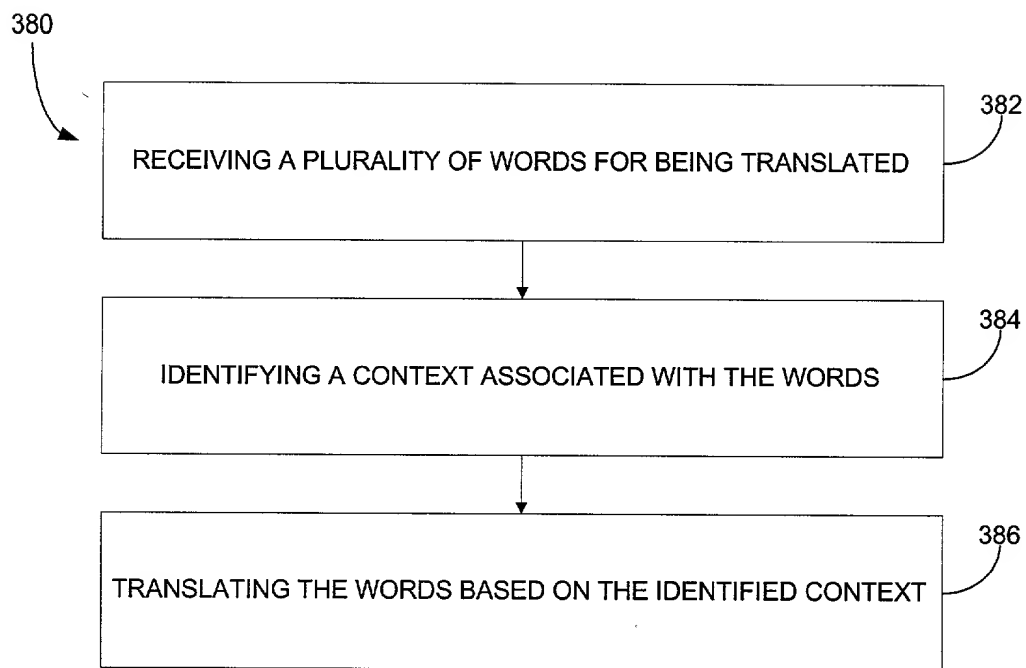 380
382
RECEIVING A PLURALITY OF WORDS FOR BEING TRANSLATED
384
IDENTIFYING A CONTEXT ASSOCIATED WITH THE WORDS
386
TRANSLATING THE WORDS BASED ON THE IDENTIFIED CONTEXT